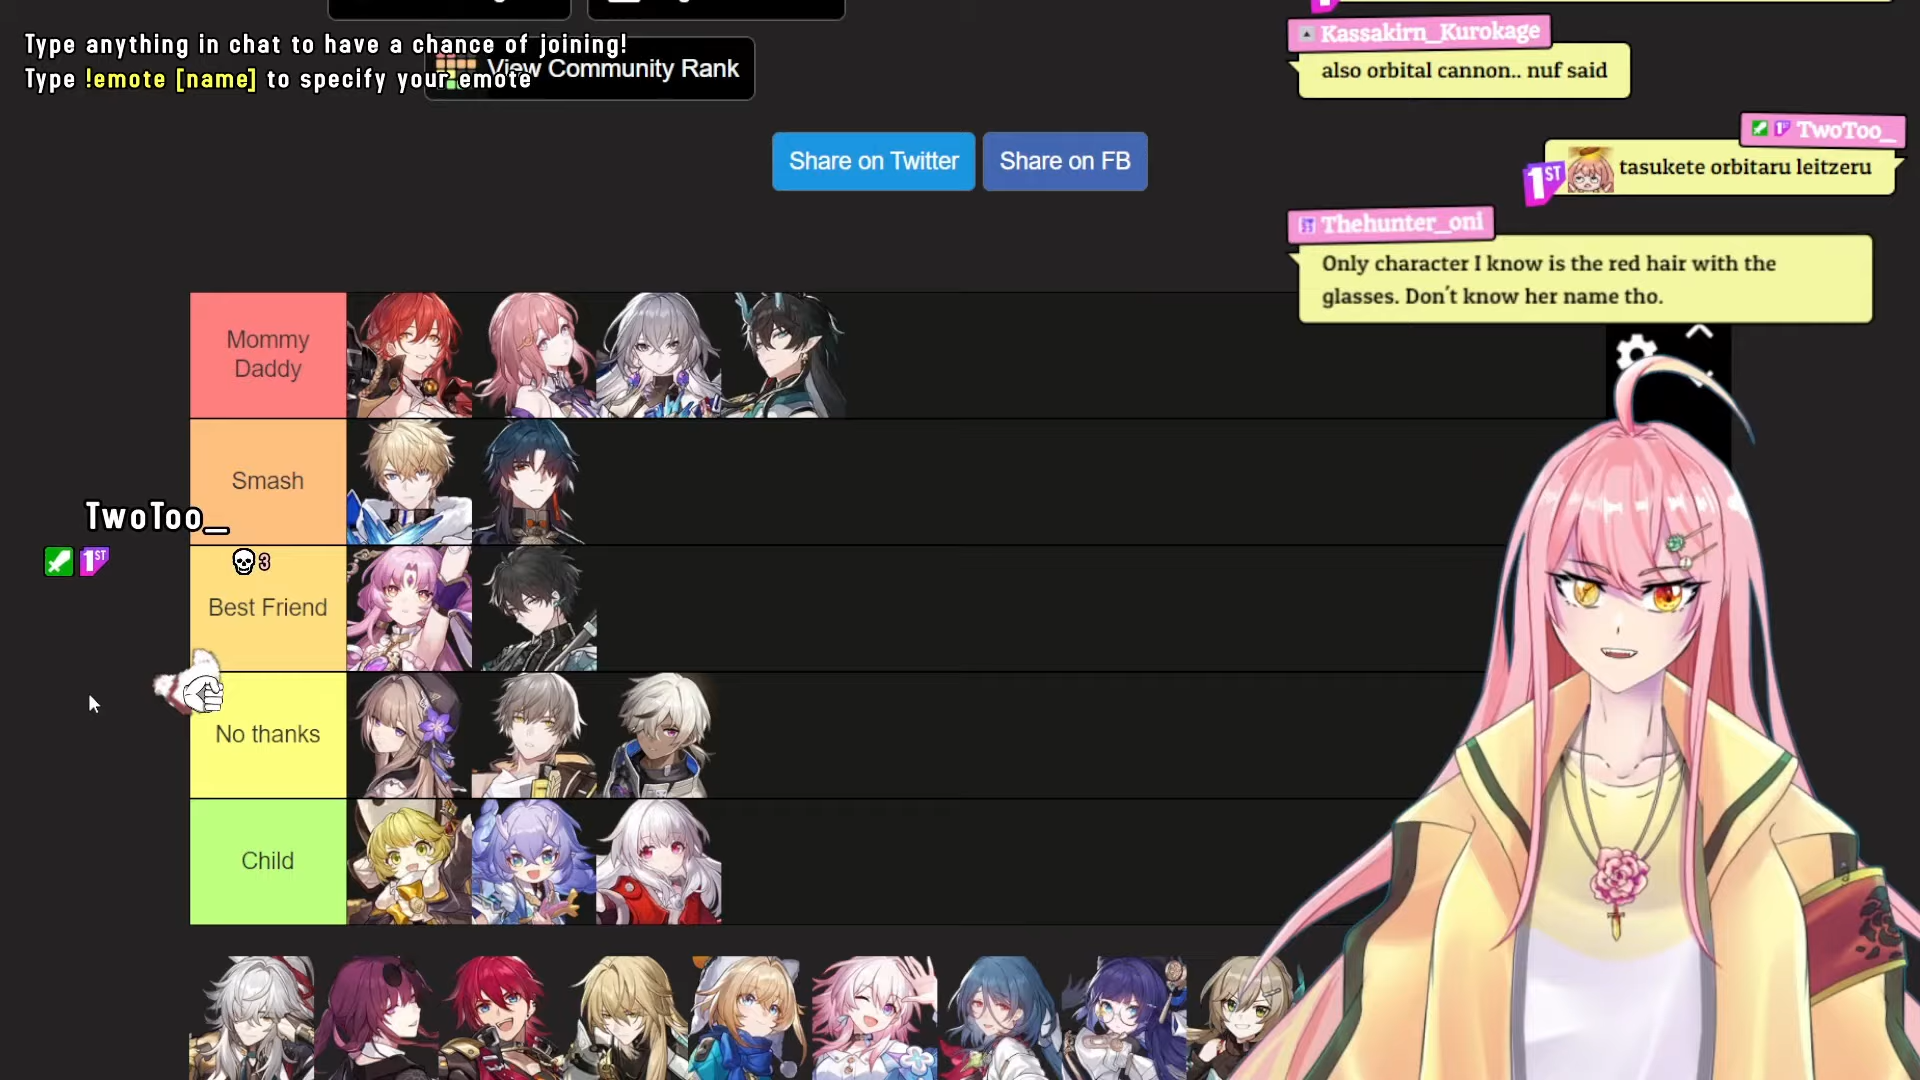 Type anything in chat to have a chance of joining!
Type !emote [name] to specify your emote
View Community Rank
Share on Twitter
Share on FB
Kassakirn_Kurokage
also orbital cannon.. nuf said
TwoToo_
1ST
tasukete orbitaru leitzeru
Thehunter_oni
Only character I know is the red hair with the
glasses. Don't know her name tho.
Mommy
Daddy
Smash
TwoToo_
1ST
3
Best Friend
No thanks
Child